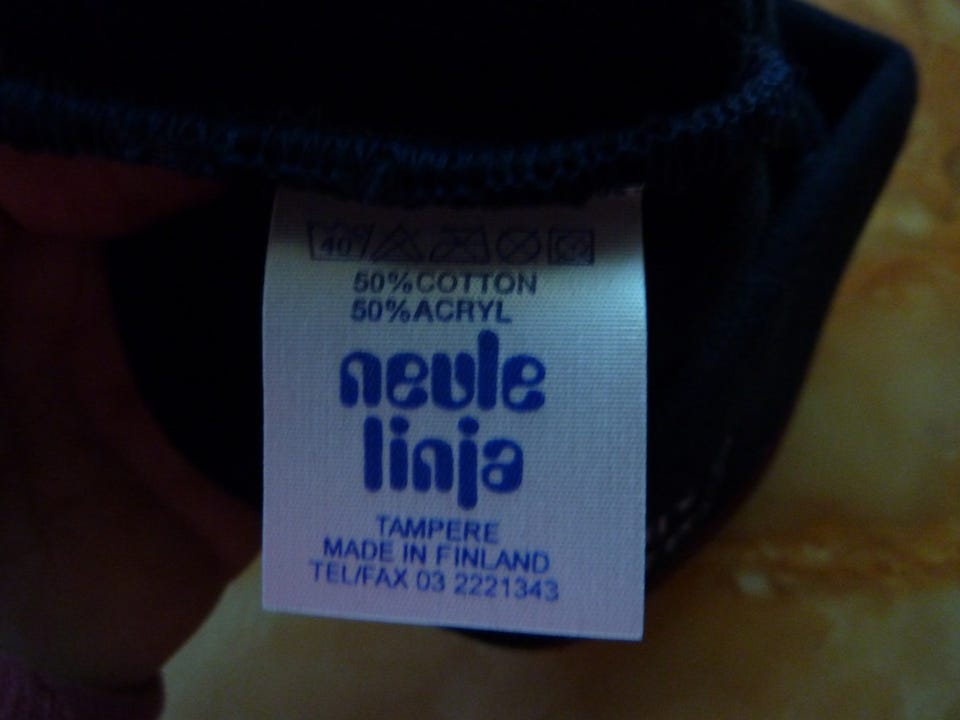 40
50%COTTON
50%ACRYL
neule
linja
TAMPERE
MADE IN FINLAND
TEL/FAX 03 2221343